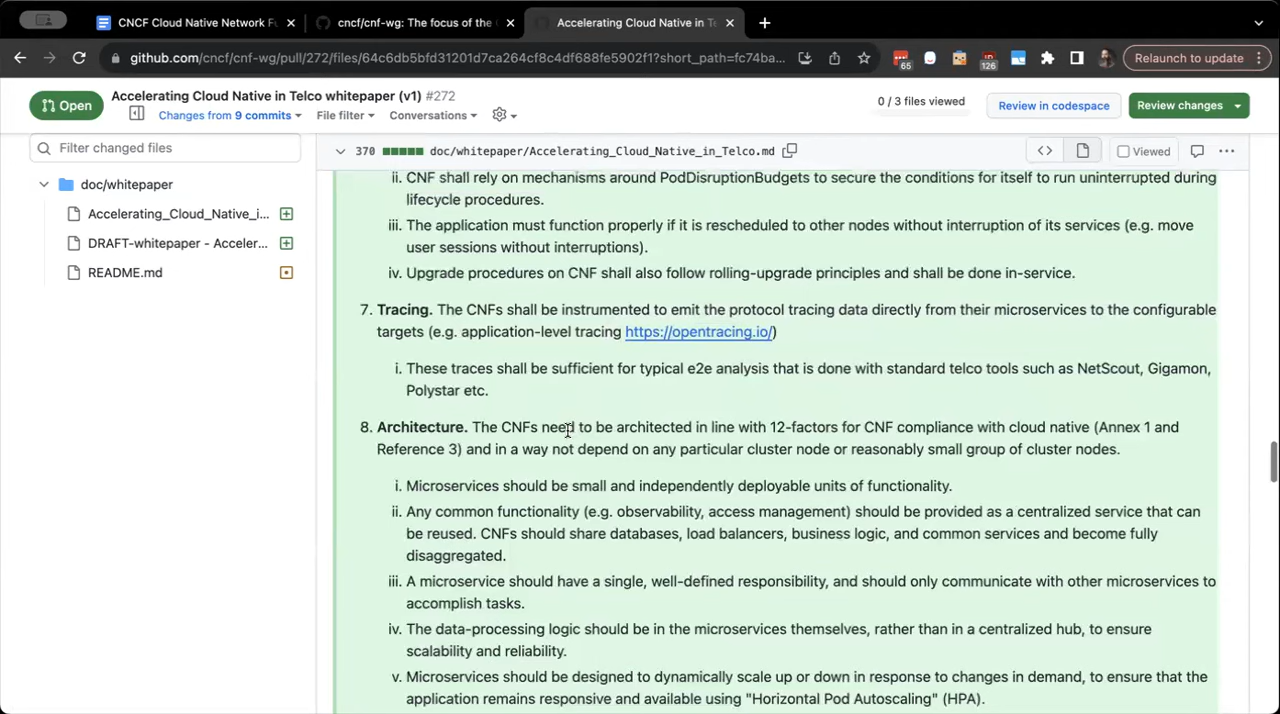 CNCF Cloud Native Network Fu
cncf/cnf-wg: The focus of the
Accelerating Cloud Native in Te
github.com/cncf/cnf-wg/pull/272/files/64c6db5bfd31271d7ca264cf8c4df688fe5902f1?short_path=fc74ba...
65
126
Relaunch to update
Open
Accelerating Cloud Native in Telco whitepaper (v1) #272
Changes from 9 commits
File filter
Conversations
0 / 3 files viewed
Review in codespace
Review changes
Filter changed files
370 doc/whitepaper/Accelerating_Cloud_Native_in_Telco.md
Viewed
doc/whitepaper
Accelerating_Cloud_Native_i...
DRAFT-whitepaper - Acceler...
README.md
ii. CNF shall rely on mechanisms around PodDisruptionBudgets to secure the conditions for itself to run uninterrupted during
lifecycle procedures.
iii. The application must function properly if it is rescheduled to other nodes without interruption of its services (e.g. move
user sessions without interruptions).
iv. Upgrade procedures on CNF shall also follow rolling-upgrade principles and shall be done in-service.
7. Tracing. The CNFs shall be instrumented to emit the protocol tracing data directly from their microservices to the configurable
targets (e.g. application-level tracing https://opentracing.io/)
i. These traces shall be sufficient for typical e2e analysis that is done with standard telco tools such as NetScout, Gigamon,
Polystar etc.
8. Architecture. The CNFs need to be architected in line with 12-factors for CNF compliance with cloud native (Annex 1 and
Reference 3) and in a way not depend on any particular cluster node or reasonably small group of cluster nodes.
i. Microservices should be small and independently deployable units of functionality.
ii. Any common functionality (e.g. observability, access management) should be provided as a centralized service that can
be reused. CNFs should share databases, load balancers, business logic, and common services and become fully
disaggregated.
iii. A microservice should have a single, well-defined responsibility, and should only communicate with other microservices to
accomplish tasks.
iv. The data-processing logic should be in the microservices themselves, rather than in a centralized hub, to ensure
scalability and reliability.
v. Microservices should be designed to dynamically scale up or down in response to changes in demand, to ensure that the
application remains responsive and available using "Horizontal Pod Autoscaling" (HPA).